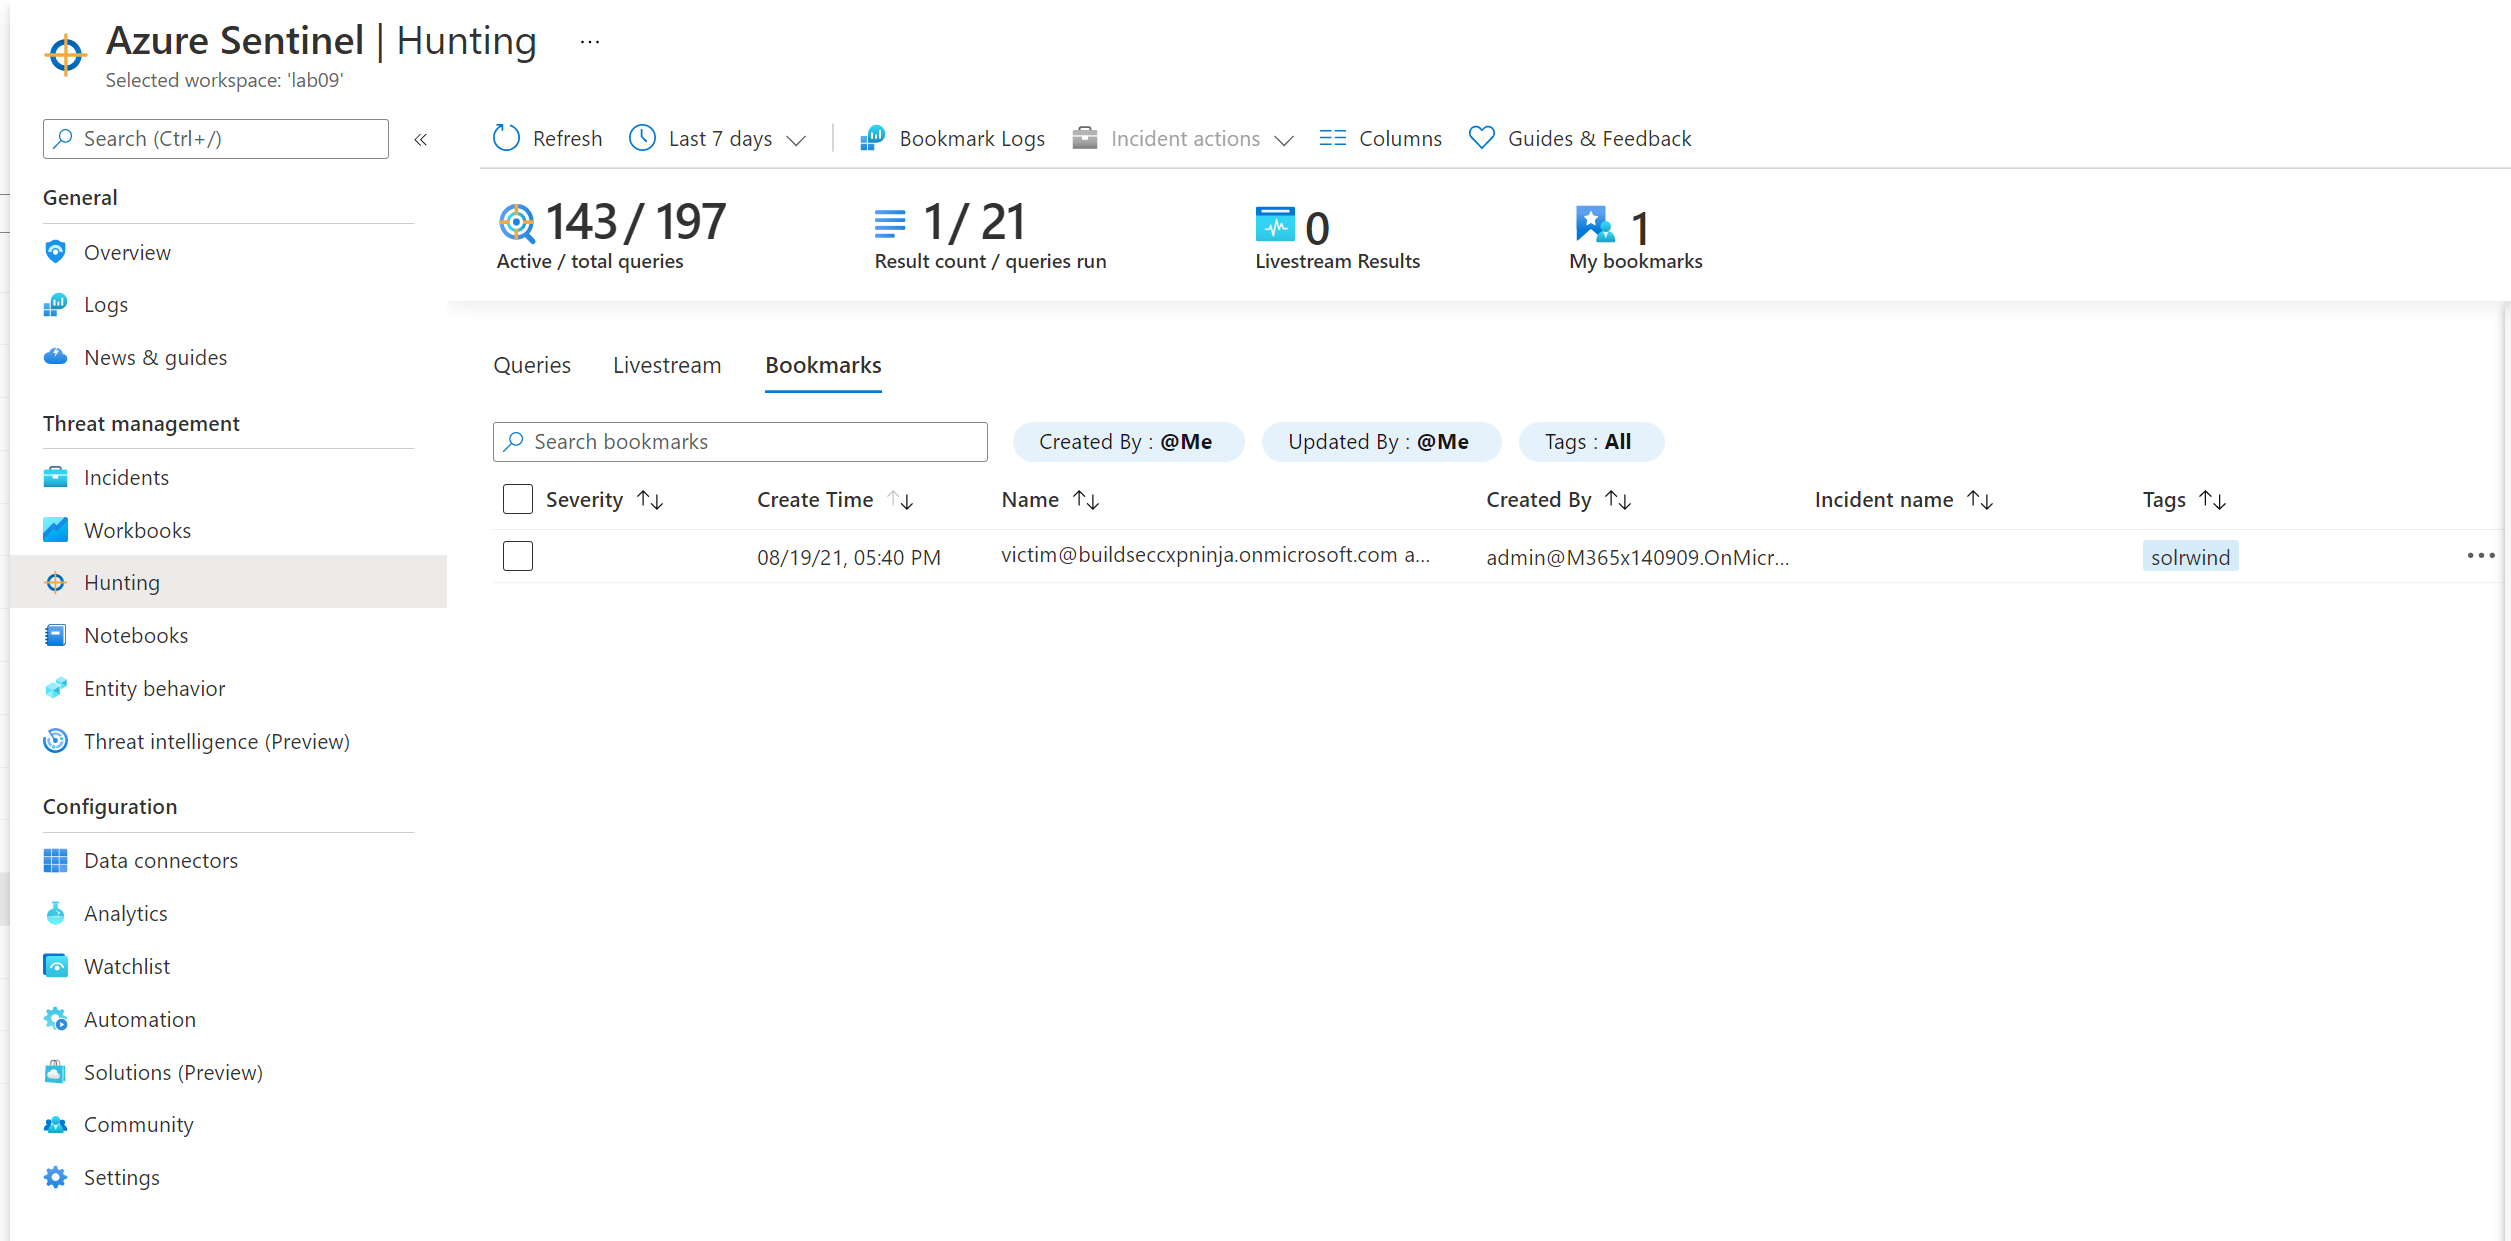 Azure Sentinel | Hunting ...
Selected workspace: 'lab09'
Search (Ctrl+/)
«
General
Overview
Logs
News & guides
Threat management
Incidents
Workbooks
Hunting
Notebooks
Entity behavior
Threat intelligence (Preview)
Configuration
Data connectors
Analytics
Watchlist
Automation
Solutions (Preview)
Community
Settings
Refresh Last 7 days Bookmark Logs Incident actions Columns Guides & Feedback
143 / 197
Active / total queries
1 / 21
Result count / queries run
0
Livestream Results
1
My bookmarks
Queries Livestream Bookmarks
Search bookmarks Created By : @Me Updated By : @Me Tags : All
Severity Create Time Name Created By Incident name Tags
08/19/21, 05:40 PM victim@buildseccxpninja.onmicrosoft.com a... admin@M365x140909.OnMicr... solrwind ...